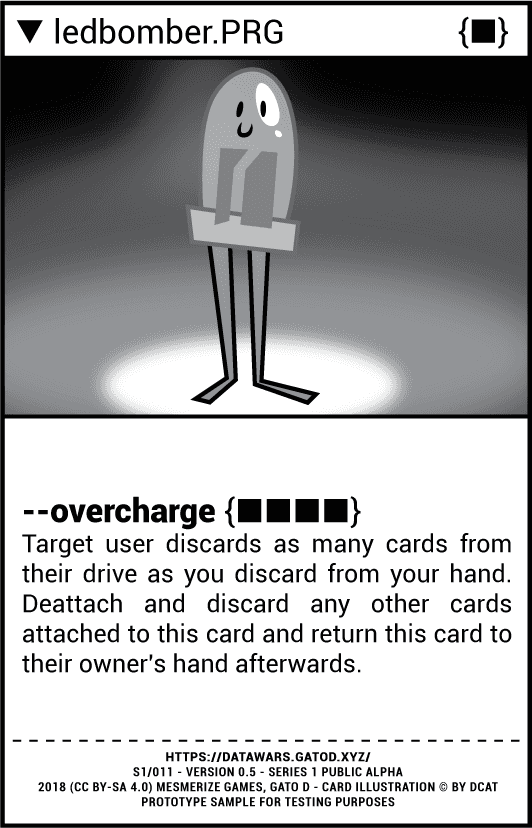 ▼ ledbomber.PRG {■}
--overcharge {■■■■}
Target user discards as many cards from
their drive as you discard from your hand.
Deattach and discard any other cards
attached to this card and return this card to
their owner's hand afterwards.
HTTPS://DATAWARS.GATOD.XYZ/
S1/011 - VERSION 0.5 - SERIES 1 PUBLIC ALPHA
2018 (CC BY-SA 4.0) MESMERIZE GAMES, GATO D - CARD ILLUSTRATION © BY DCAT
PROTOTYPE SAMPLE FOR TESTING PURPOSES